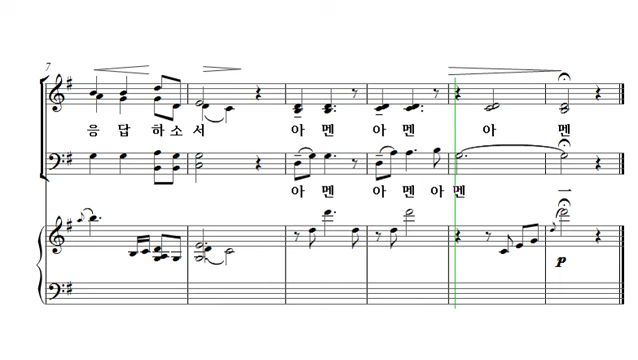 7
응 답 하 소 서 아 멘 아 멘 아 멘
아 멘 아 멘 아 멘 ㅡ
p